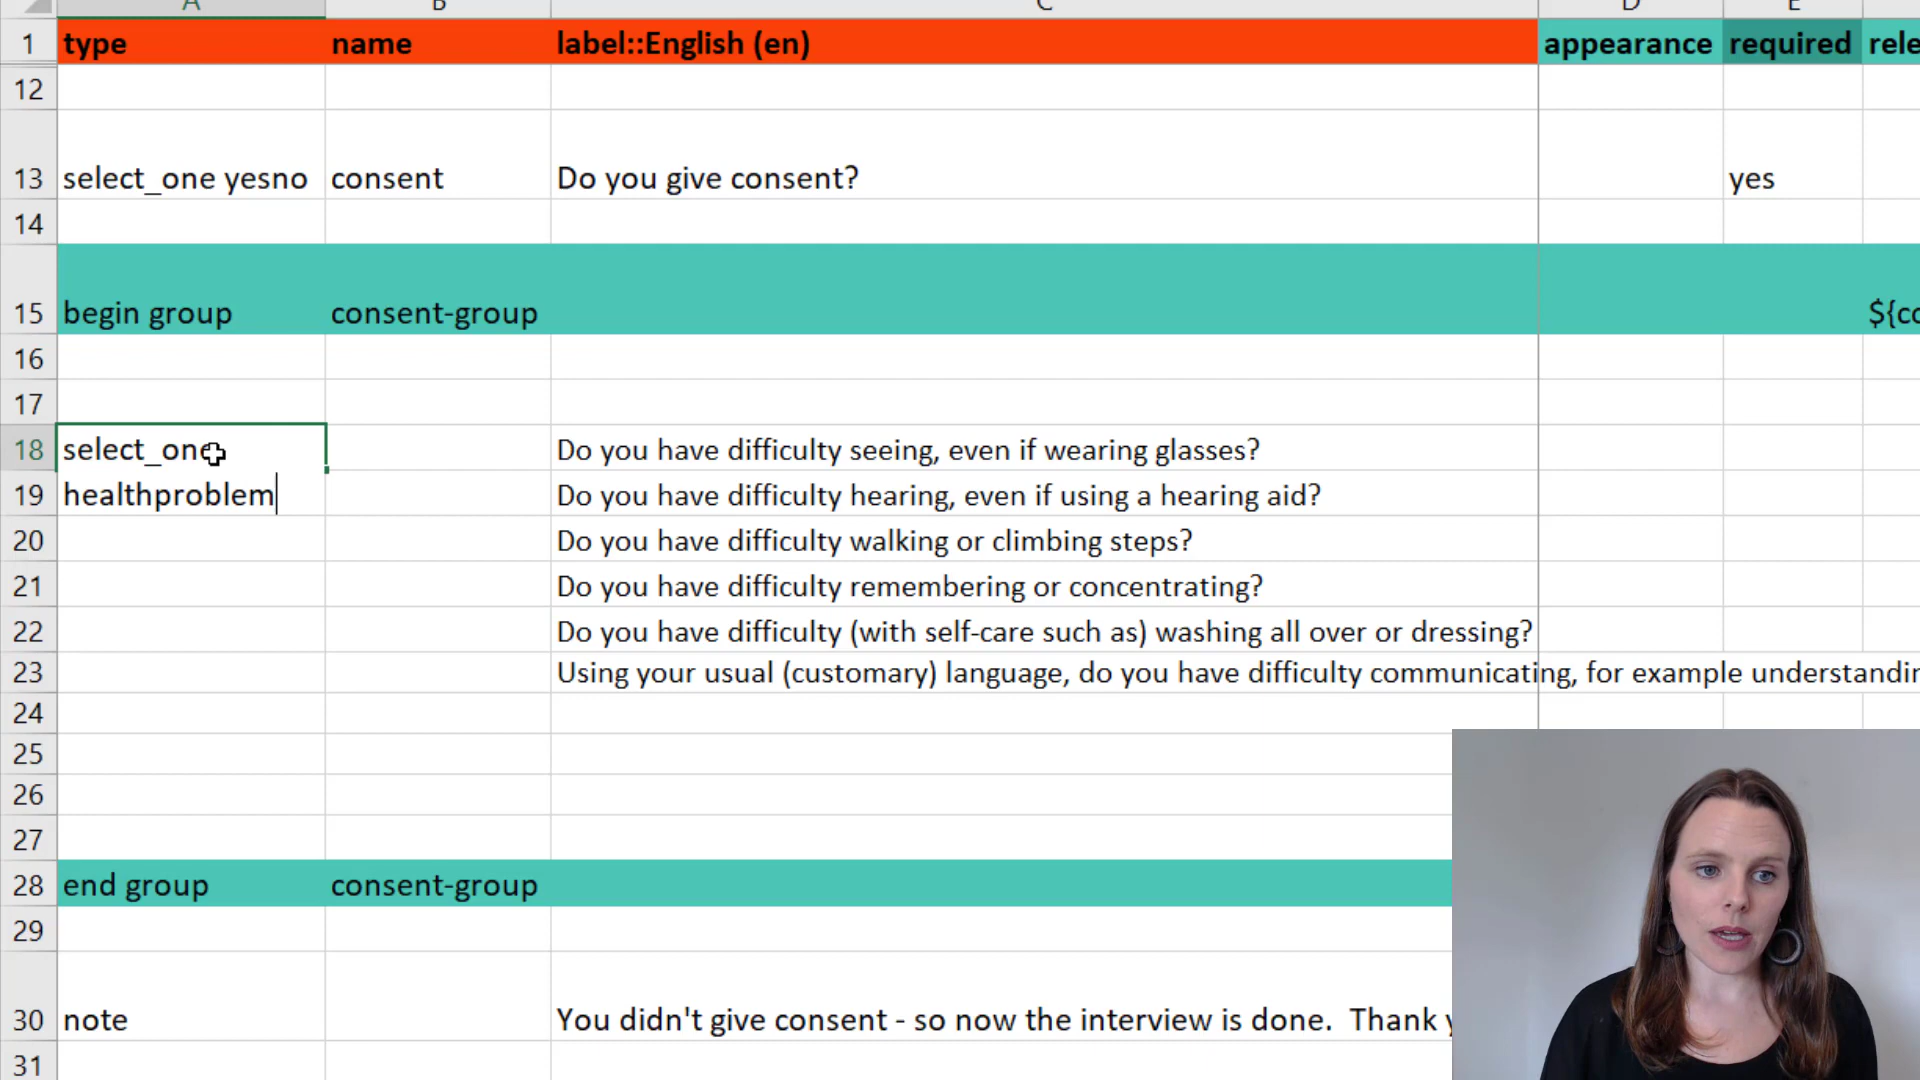 A B C D E
1 type name label::English (en) appearance required rele
12
13 select_one yesno consent Do you give consent? yes
14
15 begin group consent-group ${co
16
17
18 select_one Do you have difficulty seeing, even if wearing glasses?
19 healthproblem Do you have difficulty hearing, even if using a hearing aid?
20 Do you have difficulty walking or climbing steps?
21 Do you have difficulty remembering or concentrating?
22 Do you have difficulty (with self-care such as) washing all over or dressing?
23 Using your usual (customary) language, do you have difficulty communicating, for example understandin
24
25
26
27
28 end group consent-group
29
30 note You didn't give consent - so now the interview is done. Thank y
31